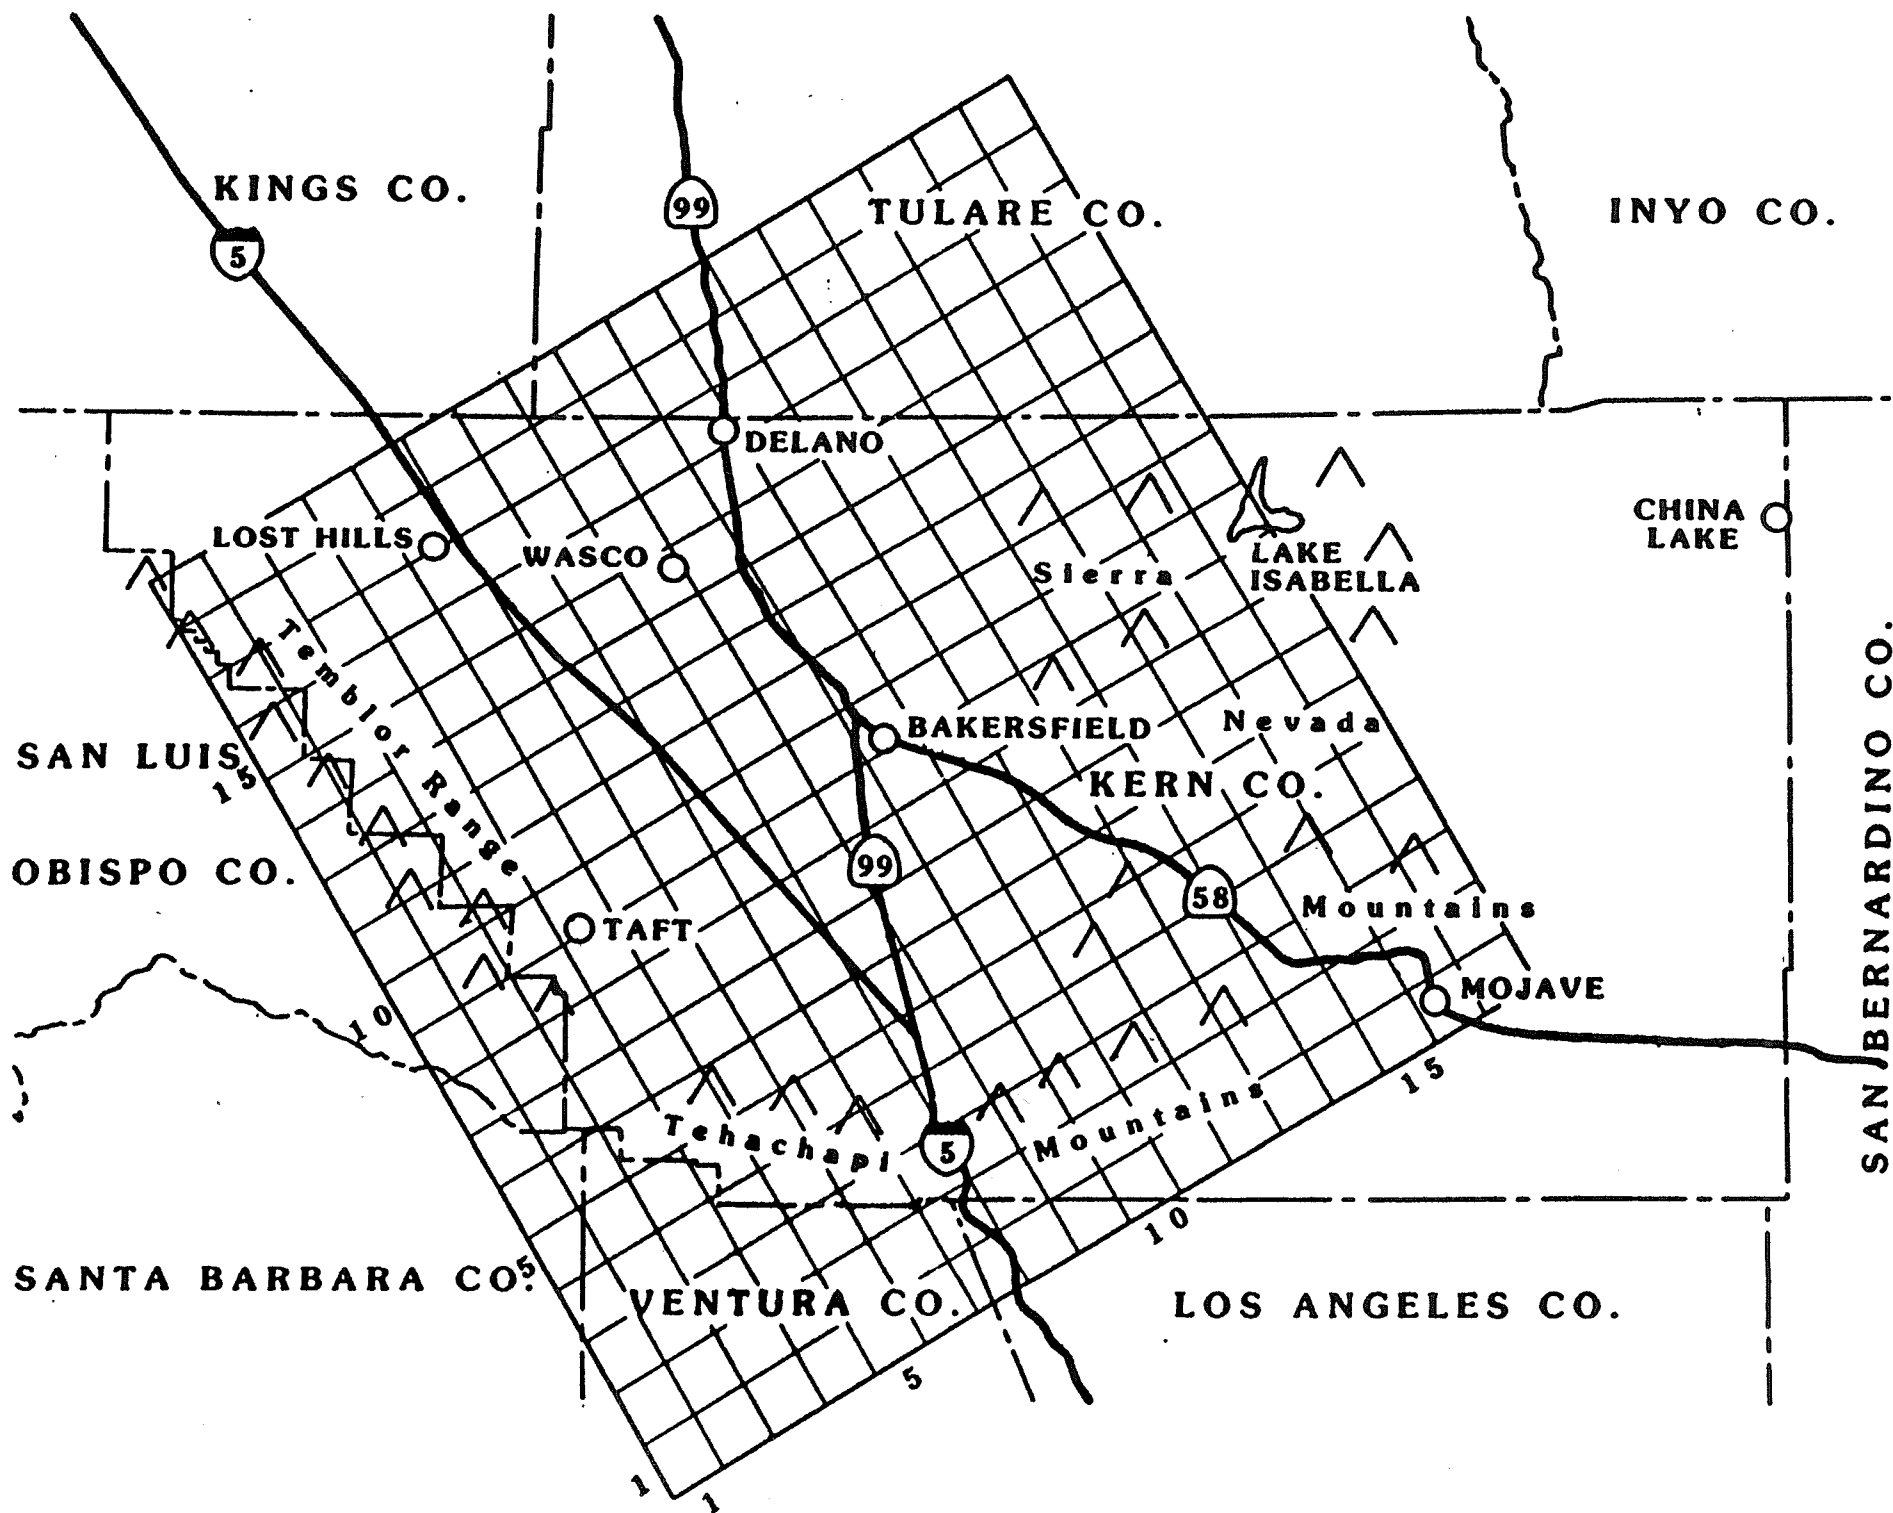 KINGS CO.
99
TULARE CO.
INYO CO.
5
DELANO
LOST HILLS
WASCO
CHINA
LAKE
LAKE
ISABELLA
Sierra
Temblor Range
SAN LUIS
OBISPO CO.
BAKERSFIELD
Nevada
KERN CO.
15
99
58
Mountains
TAFT
MOJAVE
SAN BERNARDINO CO.
10
15
Tehachapi
Mountains
5
10
5
SANTA BARBARA CO.
VENTURA CO.
LOS ANGELES CO.
5
1
1